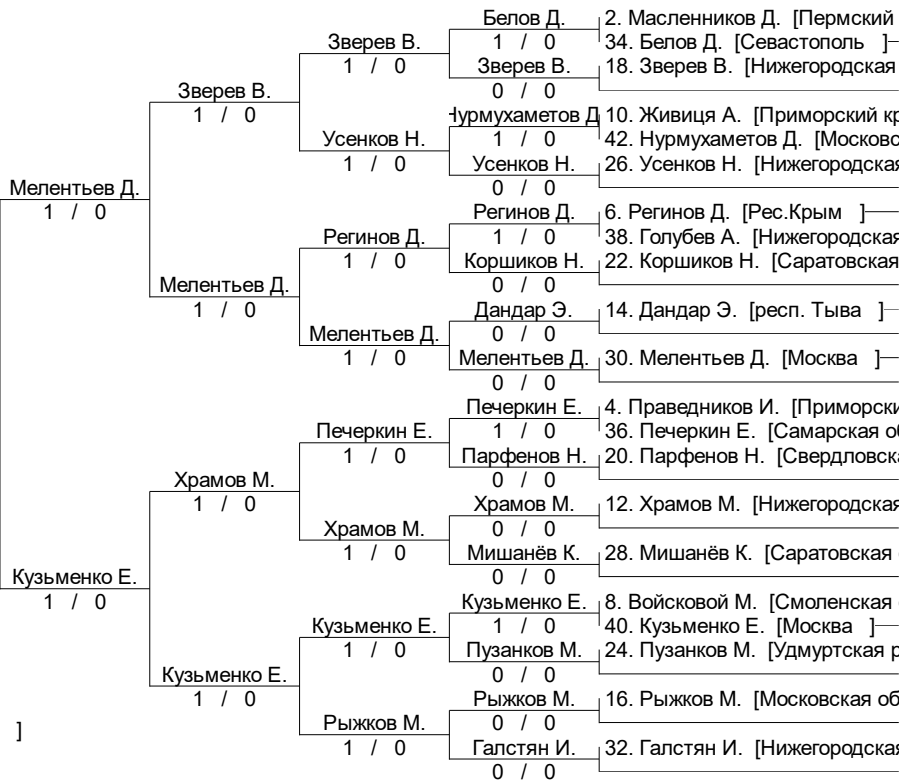 Белов Д. 2. Масленников Д. [Пермский
Зверев В. 1 / 0 34. Белов Д. [Севастополь ]
1 / 0 Зверев В. 18. Зверев В. [Нижегородская
Зверев В. 0 / 0
1 / 0 Нурмухаметов Д 10. Живиця А. [Приморский кр
Усенков Н. 1 / 0 42. Нурмухаметов Д. [Московс
1 / 0 Усенков Н. 26. Усенков Н. [Нижегородская
Мелентьев Д. 0 / 0
1 / 0 Регинов Д. 6. Регинов Д. [Рес.Крым ]
Регинов Д. 1 / 0 38. Голубев А. [Нижегородская
1 / 0 Коршиков Н. 22. Коршиков Н. [Саратовская
Мелентьев Д. 0 / 0
1 / 0 Дандар Э. 14. Дандар Э. [респ. Тыва ]
Мелентьев Д. 0 / 0
1 / 0 Мелентьев Д. 30. Мелентьев Д. [Москва ]
0 / 0
Печеркин Е. 4. Праведников И. [Приморски
Печеркин Е. 1 / 0 36. Печеркин Е. [Самарская об
1 / 0 Парфенов Н. 20. Парфенов Н. [Свердловска
Храмов М. 0 / 0
1 / 0 Храмов М. 12. Храмов М. [Нижегородская
Храмов М. 0 / 0
1 / 0 Мишанёв К. 28. Мишанёв К. [Саратовская
Кузьменко Е. 0 / 0
1 / 0 Кузьменко Е. 8. Войсковой М. [Смоленская
Кузьменко Е. 1 / 0 40. Кузьменко Е. [Москва ]
1 / 0 Пузанков М. 24. Пузанков М. [Удмуртская р
Кузьменко Е. 0 / 0
1 / 0 Рыжков М. 16. Рыжков М. [Московская об
Рыжков М. 0 / 0
] 1 / 0 Галстян И. 32. Галстян И. [Нижегородская
0 / 0